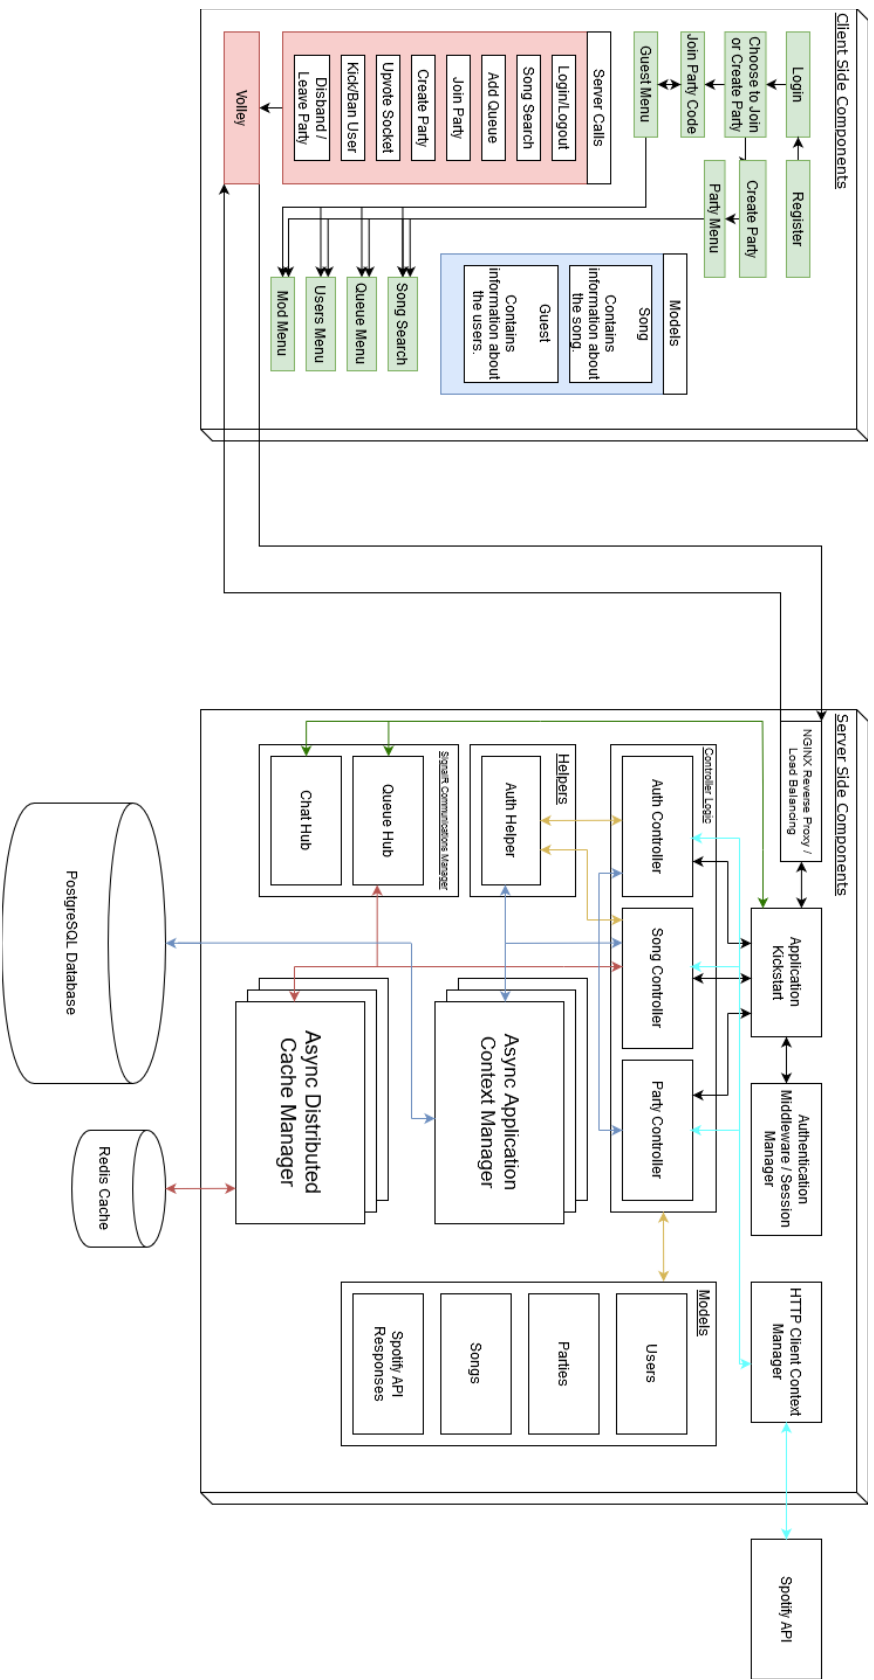 Client Side Components
Login
Register
Choose to Join
or Create Party
Create Party
Join Party Code
Party Menu
Guest Menu
Server Calls
Login/Logout
Song Search
Add Queue
Join Party
Create Party
Upvote Socket
Kick/Ban User
Disband /
Leave Party
Volley
Models
Song
Contains
information about
the song.
Guest
Contains
information about
the users.
Song Search
Queue Menu
Users Menu
Mod Menu
Server Side Components
NGINX Reverse Proxy /
Load Balancing
Application
Kickstart
Authentication
Middleware / Session
Manager
HTTP Client Context
Manager
Spotify API
Controller Logic
Auth Controller
Song Controller
Party Controller
Helpers
Auth Helper
SignalR Communications Manager
Queue Hub
Chat Hub
Async Application
Context Manager
Async Distributed
Cache Manager
Models
Users
Parties
Songs
Spotify API
Responses
PostgreSQL Database
Redis Cache